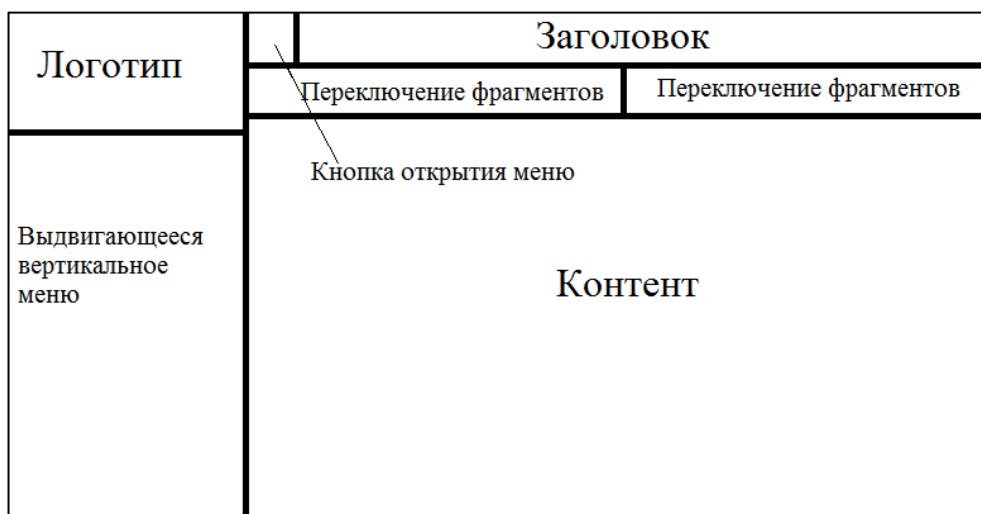 Логотип
Заголовок
Переключение фрагментов
Переключение фрагментов
Кнопка открытия меню
Выдвигающееся
вертикальное
меню
Контент